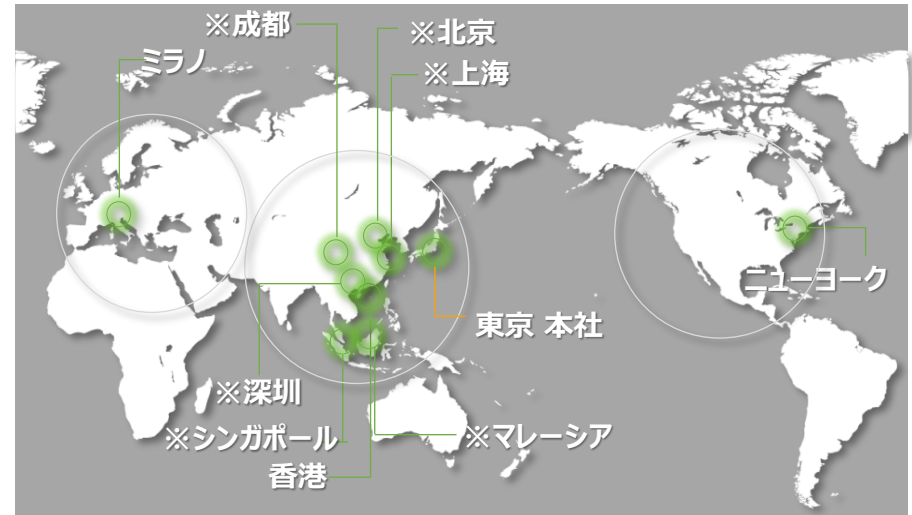 ※成都
※北京
ミラノ
※上海
ニューヨーク
東京 本社
※深圳
※シンガポール
※マレーシア
香港